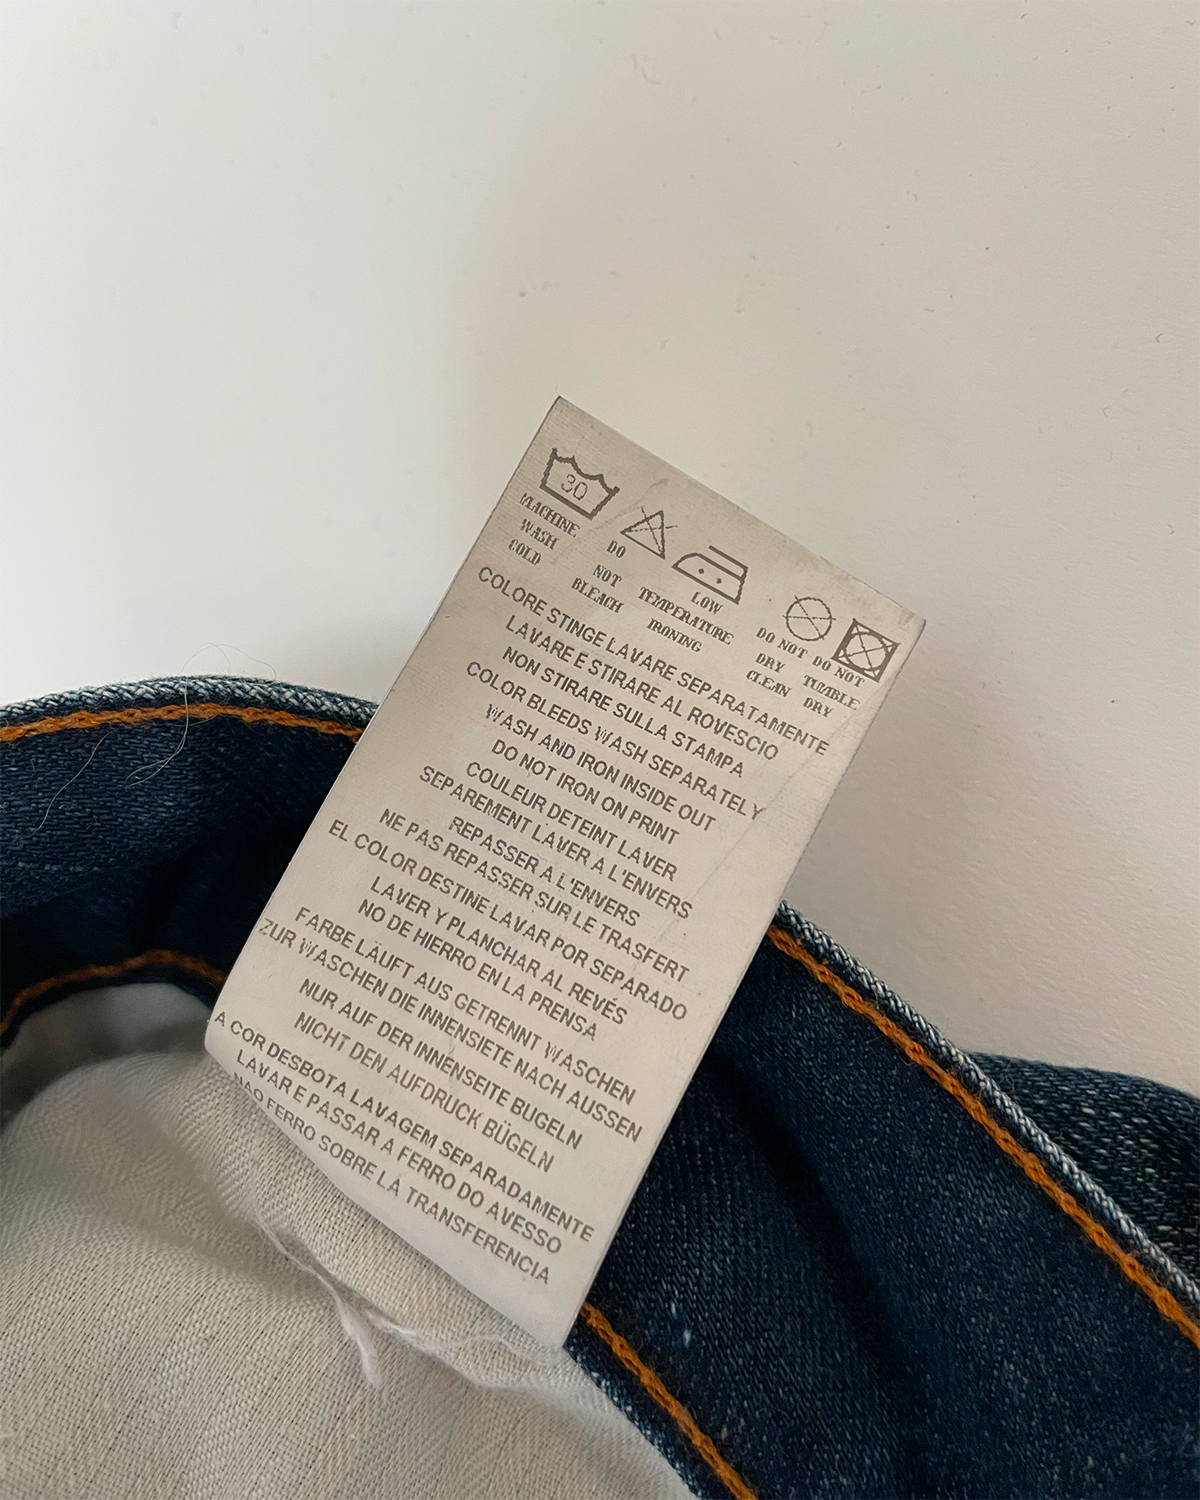 30
MACHINE
WASH
COLD
DO
NOT
BLEACH
LOW
TEMPERATURE
IRONING
DO NOT
DRY
CLEAN
DO NOT
TUMBLE
DRY
COLORE STINGE LAVARE SEPARATAMENTE
LAVARE E STIRARE AL ROVESCIO
NON STIRARE SULLA STAMPA
COLOR BLEEDS WASH SEPARATELY
WASH AND IRON INSIDE OUT
DO NOT IRON ON PRINT
COULEUR DETEINT LAVER
SEPAREMENT LAVER A L'ENVERS
REPASSER A L'ENVERS
NE PAS REPASSER SUR LE TRASFERT
EL COLOR DESTINE LAVAR POR SEPARADO
LAVER Y PLANCHAR AL REVÉS
NO DE HIERRO EN LA PRENSA
FARBE LÄUFT AUS GETRENNT WASCHEN
ZUR WASCHEN DIE INNENSIETE NACH AUSSEN
NUR AUF DER INNENSEITE BUGELN
NICHT DEN AUFDRUCK BÜGELN
A COR DESBOTA LAVAGEM SEPARADAMENTE
LAVAR E PASSAR A FERRO DO AVESSO
NAO FERRO SOBRE LA TRANSFERENCIA